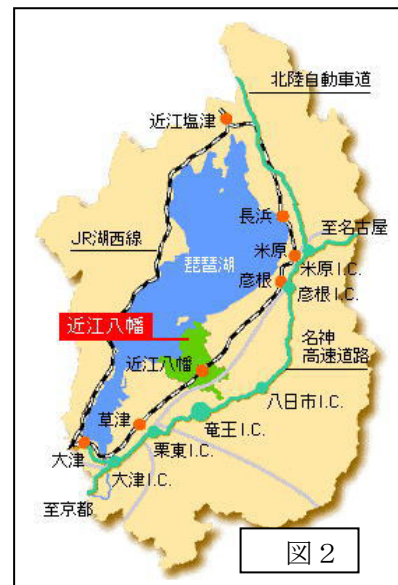 北陸自動車道
近江塩津
長浜
至名古屋
JR湖西線
琵琶湖
米原
米原I.C.
彦根
彦根I.C.
近江八幡
近江八幡
名神
高速道路
八日市I.C.
草津
竜王I.C.
栗東I.C.
大津
大津I.C.
至京都
図2